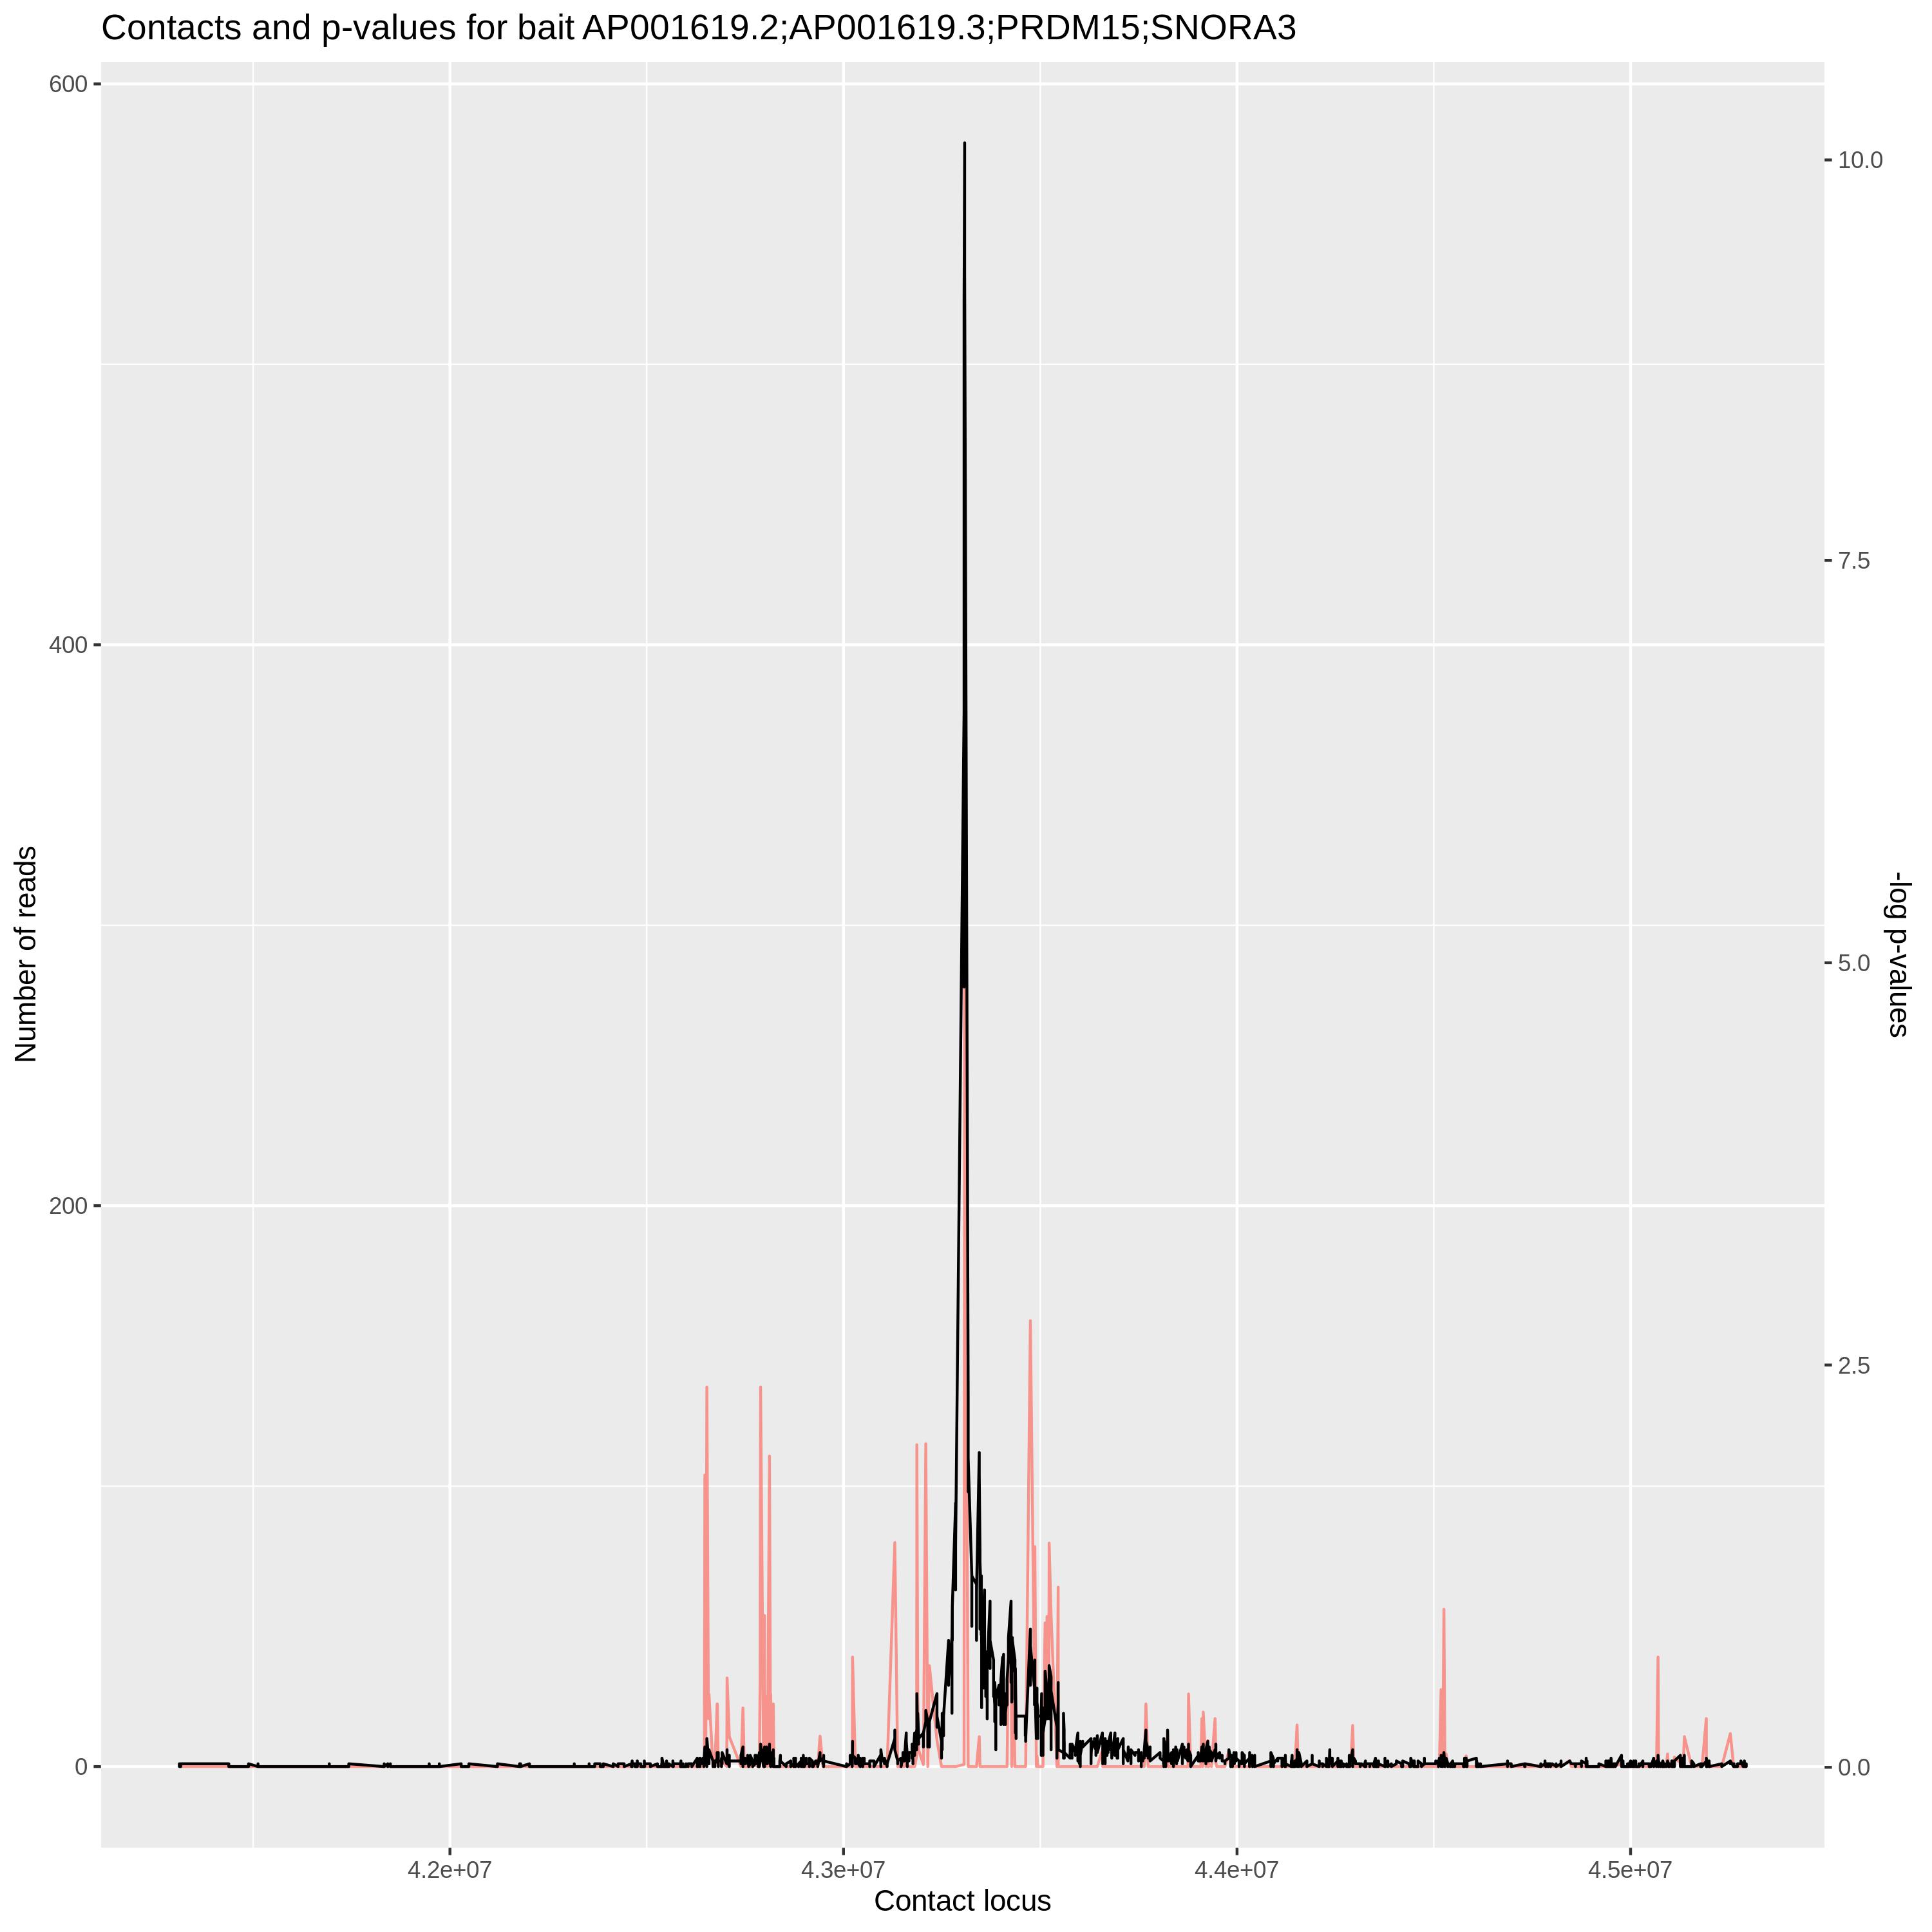 Contacts and p-values for bait AP001619.2;AP001619.3;PRDM15;SNORA3
600
400
200
0
Number of reads
10.0
7.5
5.0
2.5
0.0
-log p-values
4.2e+07
4.3e+07
4.4e+07
4.5e+07
Contact locus